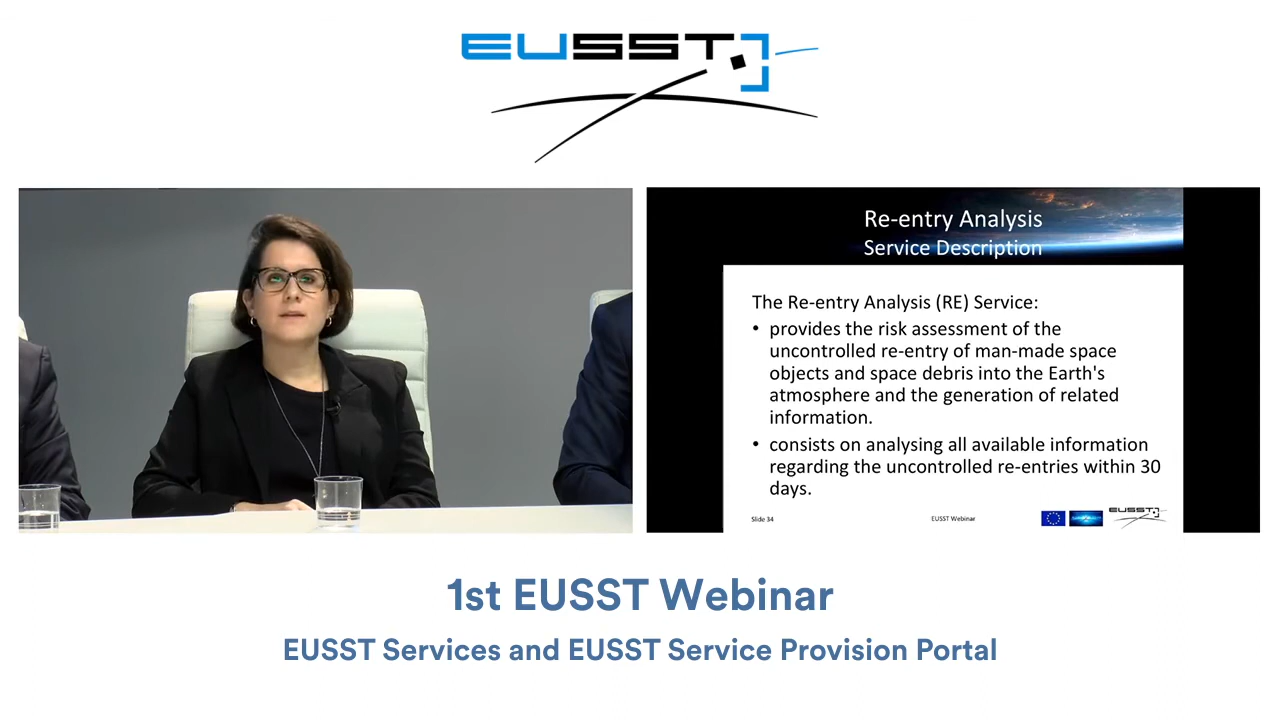 EUSST
Re-entry Analysis
Service Description
The Re-entry Analysis (RE) Service:
• provides the risk assessment of the
uncontrolled re-entry of man-made space
objects and space debris into the Earth's
atmosphere and the generation of related
information.
• consists on analysing all available information
regarding the uncontrolled re-entries within 30
days.
Slide 34
EUSST Webinar
EUSST
1st EUSST Webinar
EUSST Services and EUSST Service Provision Portal